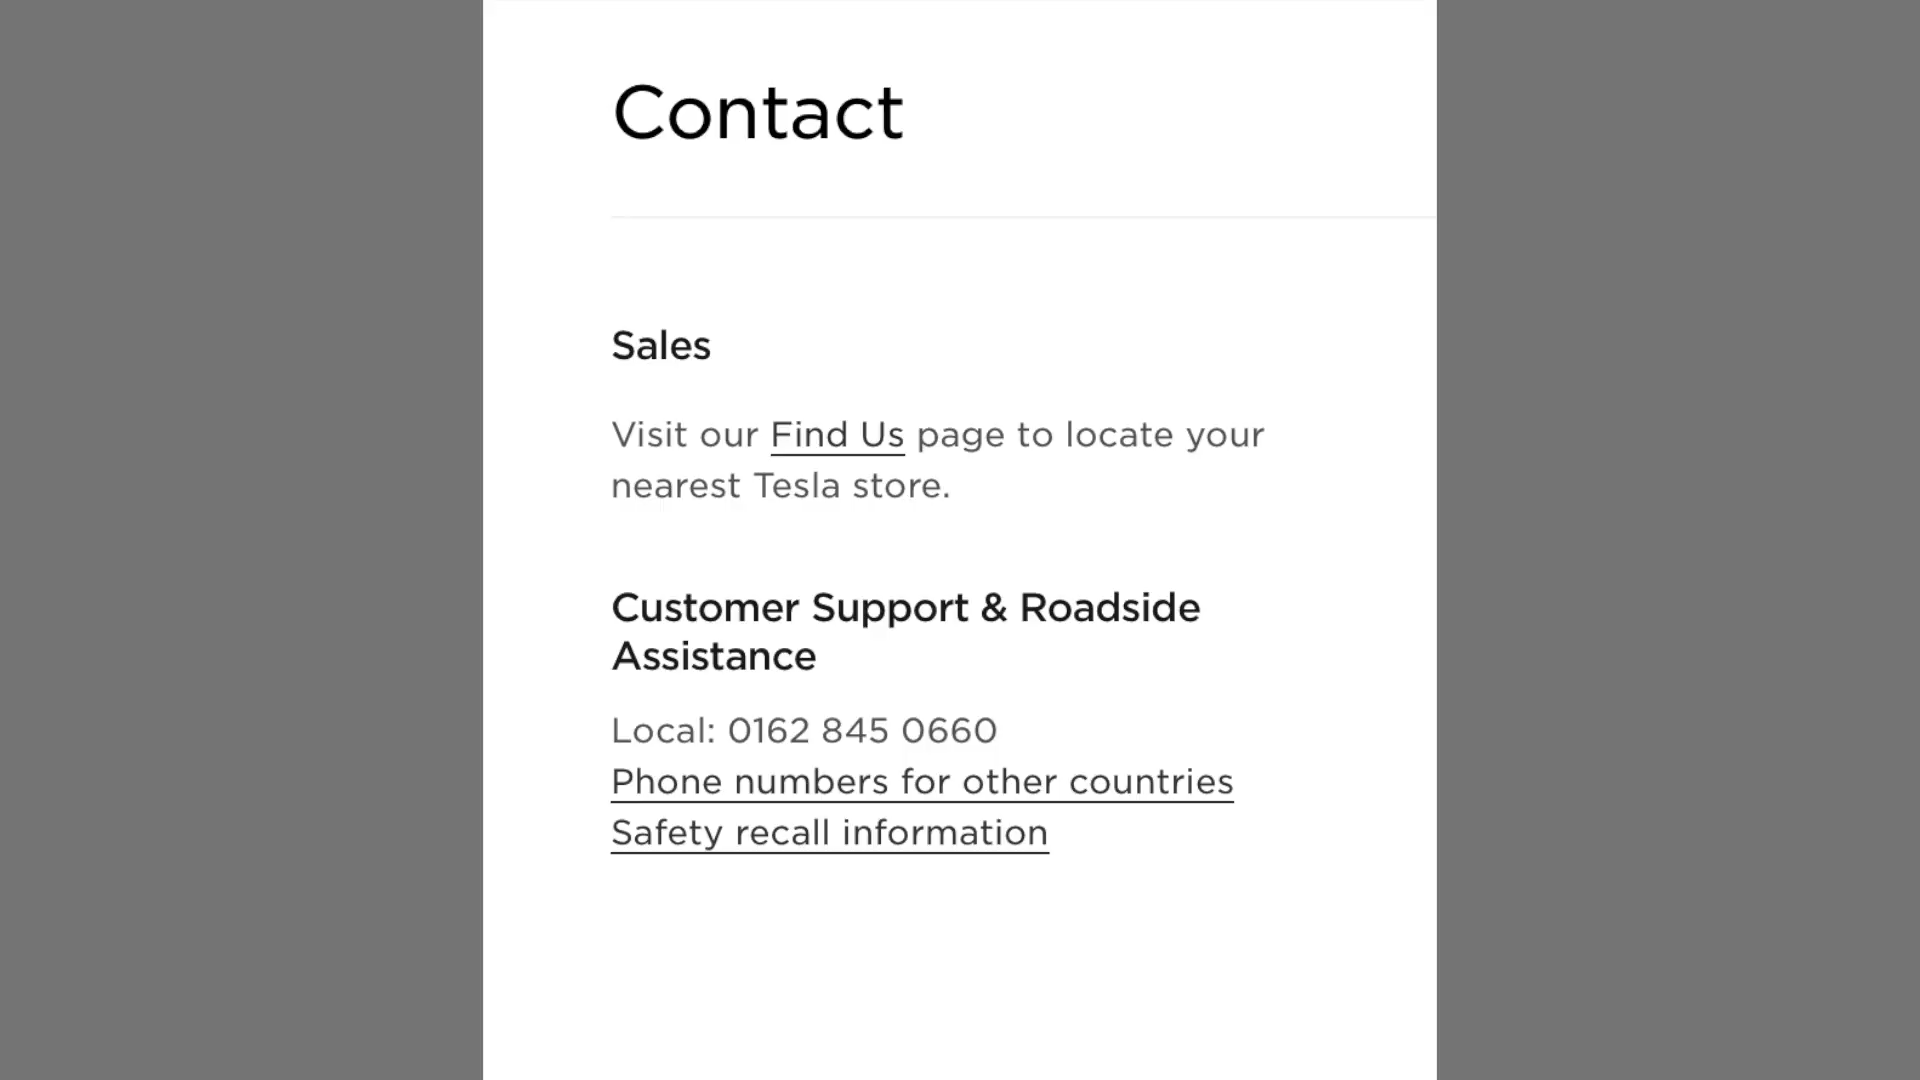 Contact
Sales
Visit our Find Us page to locate your
nearest Tesla store.
Customer Support & Roadside
Assistance
Local: 0162 845 0660
Phone numbers for other countries
Safety recall information